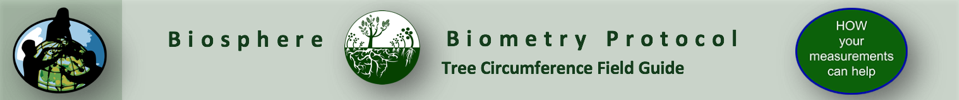 Biosphere Biometry Protocol
Tree Circumference Field Guide
HOW
your
measurements
can help